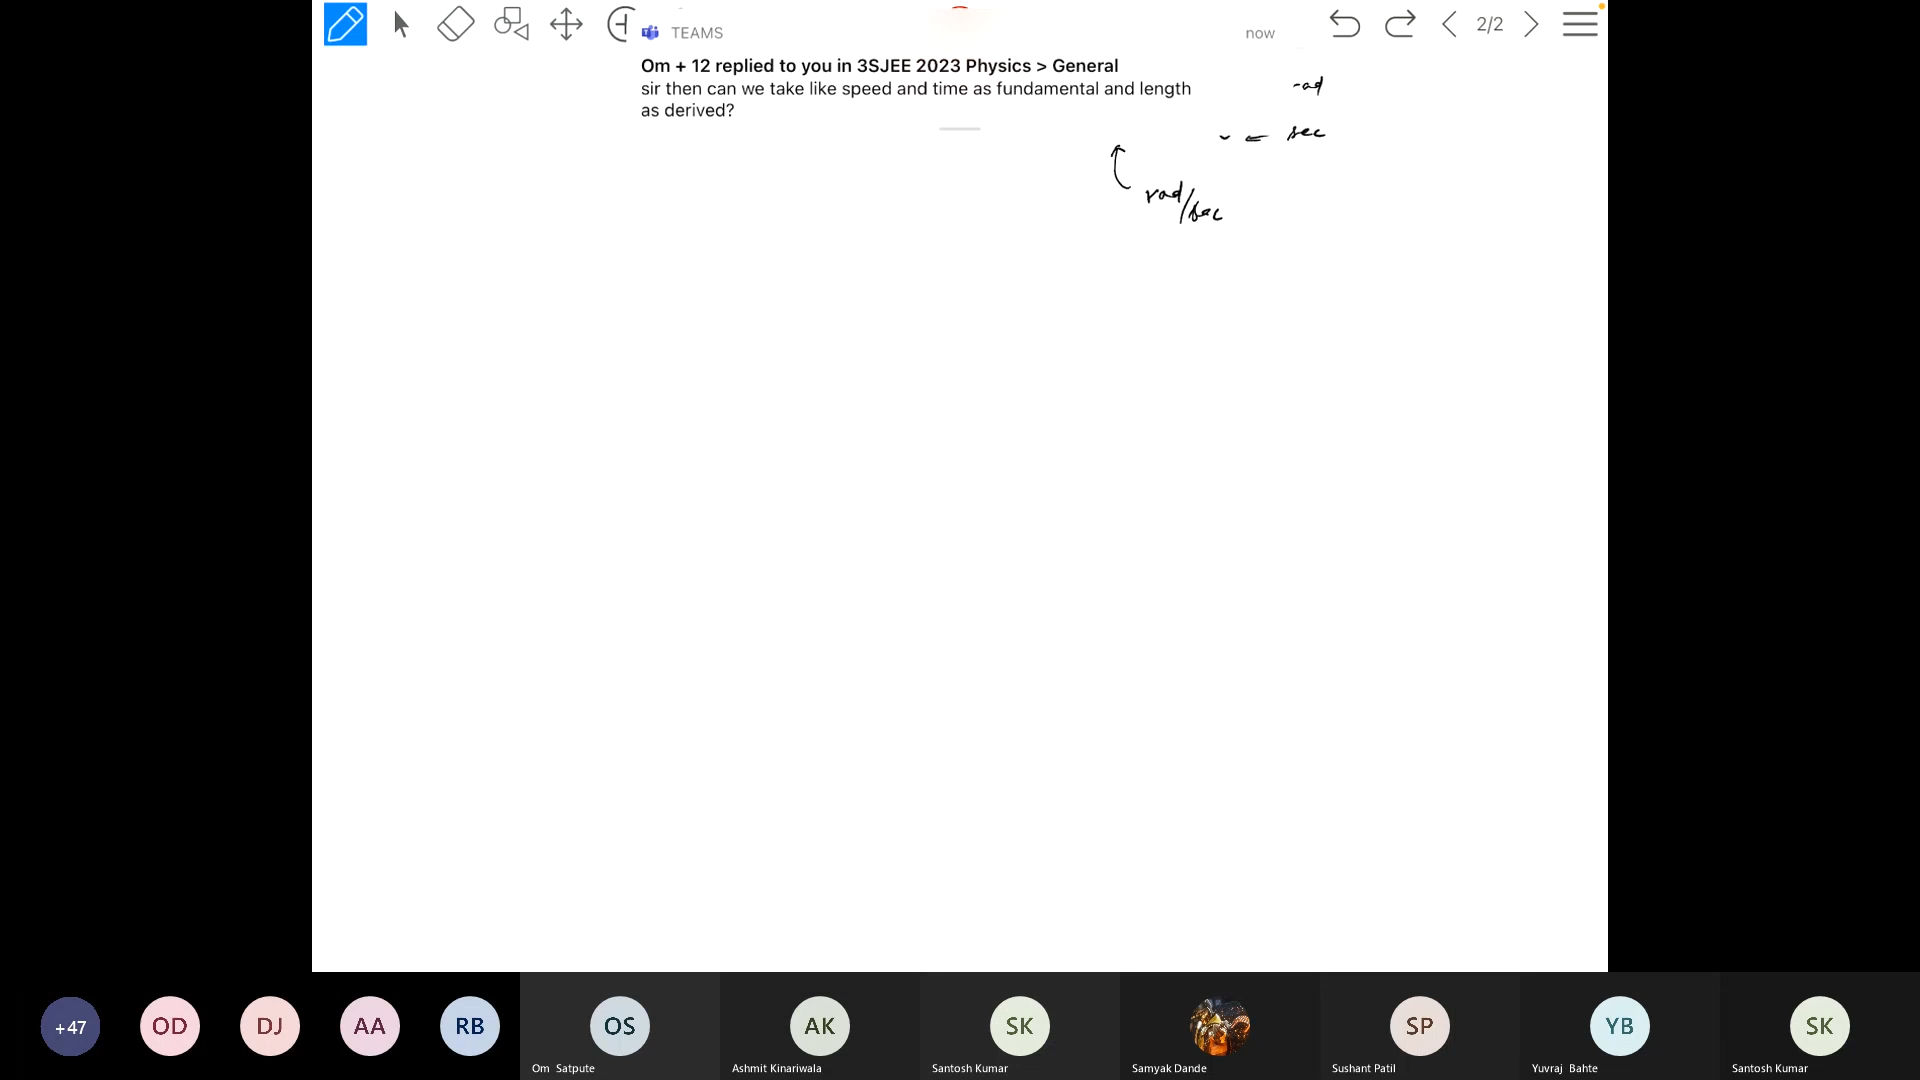 2/2
TEAMS
now
Om + 12 replied to you in 3SJEE 2023 Physics > General
sir then can we take like speed and time as fundamental and length
as derived?
rad
sec
rad/sec
+47
OD
DJ
AA
RB
OS
AK
SK
SP
YB
SK
Om Satpute
Ashmit Kinariwala
Santosh Kumar
Samyak Dande
Sushant Patil
Yuvraj Bahte
Santosh Kumar